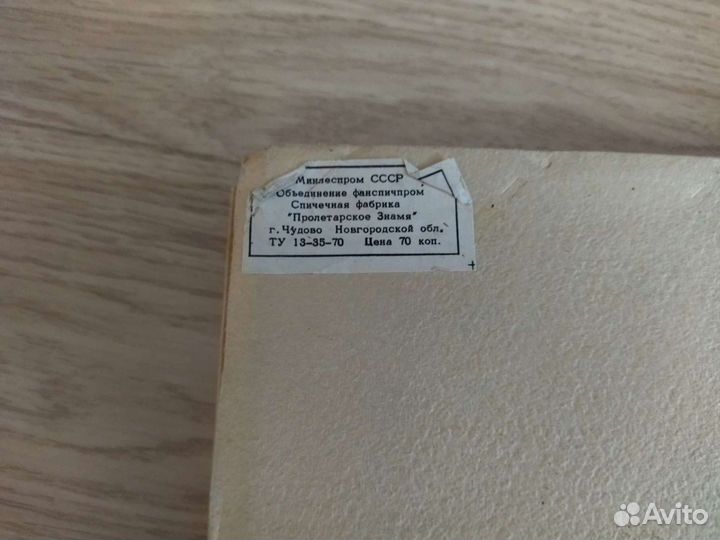 Минлеспром СССР
Объединение фанспичпром
Спичечная фабрика
"Пролетарское Знамя"
г. Чудово Новгородской обл.
ТУ 13-35-70 Цена 70 коп.
Avito